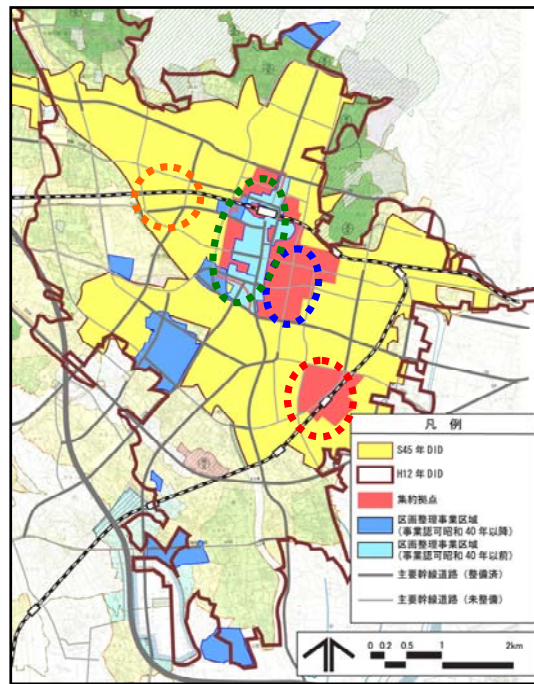 凡 例
S45 年 DID
H12 年 DID
集約拠点
区画整理事業区域
(事業認可昭和 40 年以降)
区画整理事業区域
(事業認可昭和 40 年以前)
主要幹線道路（整備済）
主要幹線道路（未整備）
0 0.2 0.5 1 2km